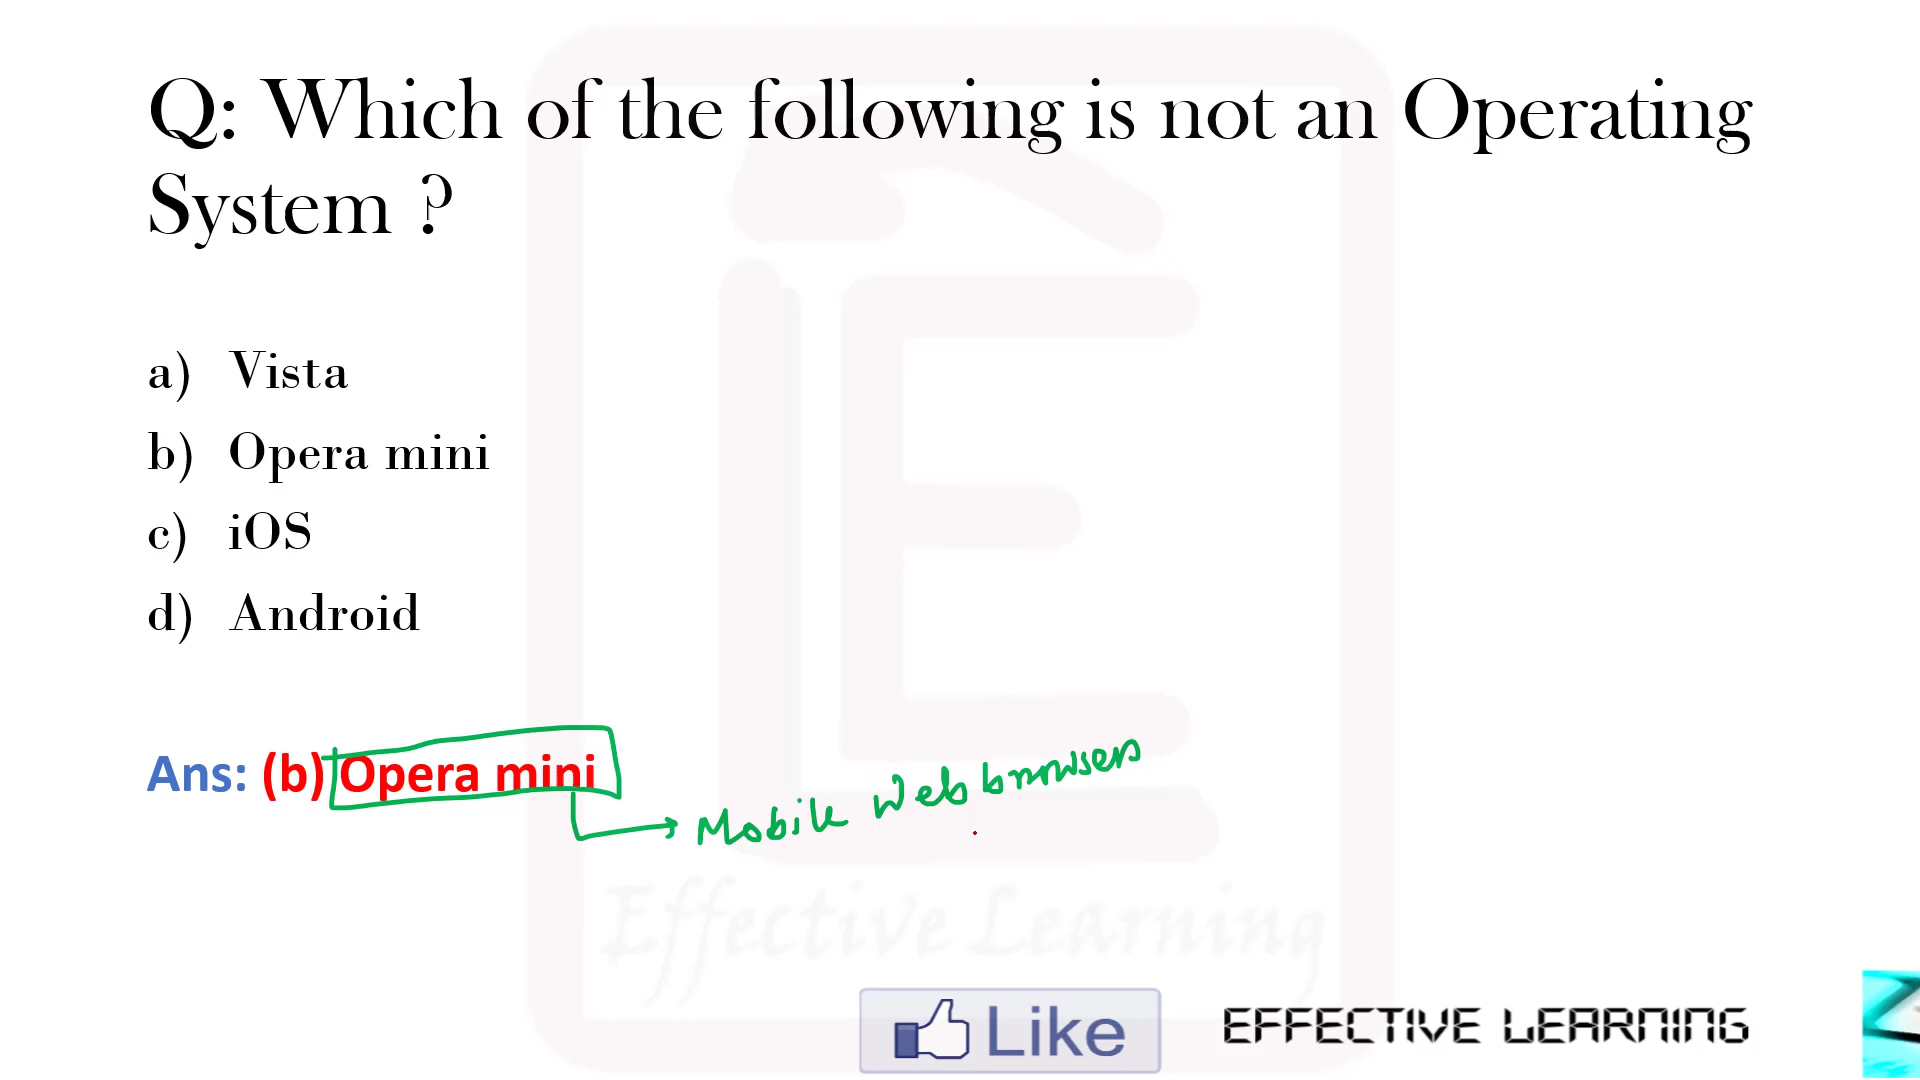 Q: Which of the following is not an Operating
System ?
a) Vista
b) Opera mini
c) iOS
d) Android
Ans: (b) Opera mini
Mobile Web browsers
Effective Learning
Like
EFFECTIVE LEARNING